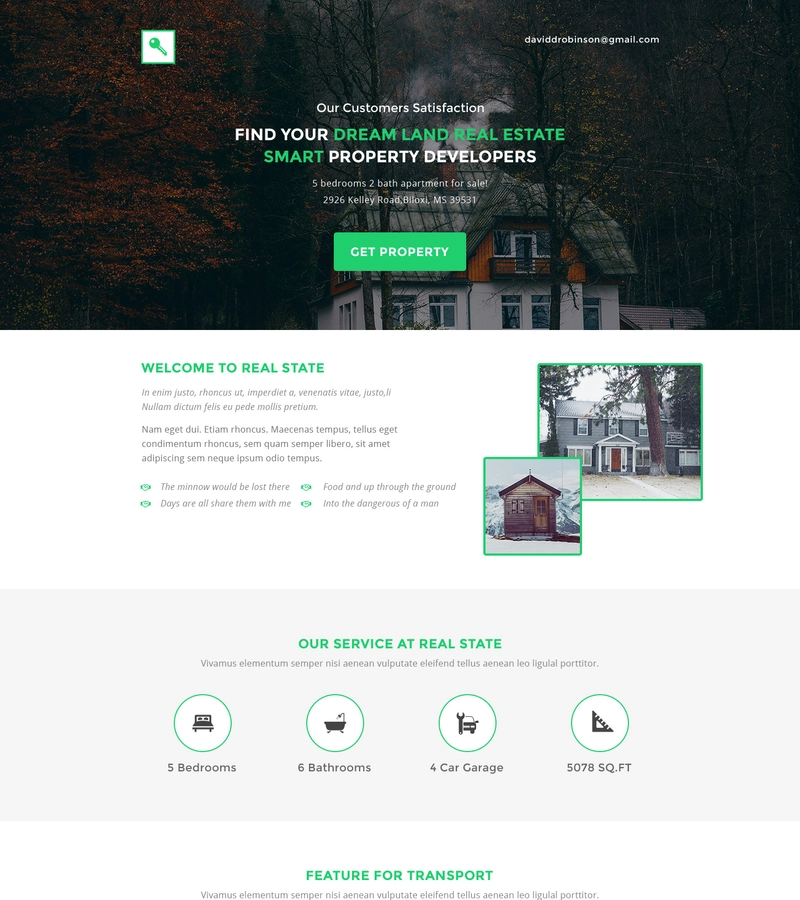 daviddrobinson@gmail.com
Our Customers Satisfaction
FIND YOUR DREAM LAND REAL ESTATE
SMART PROPERTY DEVELOPERS
5 bedrooms 2 bath apartment for sale!
2926 Kelley Road,Biloxi, MS 39531
GET PROPERTY
WELCOME TO REAL STATE
In enim justo, rhoncus ut, imperdiet a, venenatis vitae, justo,li
Nullam dictum felis eu pede mollis pretium.
Nam eget dui. Etiam rhoncus. Maecenas tempus, tellus eget
condimentum rhoncus, sem quam semper libero, sit amet
adipiscing sem neque ipsum odio tempus.
The minnow would be lost there
Food and up through the ground
Days are all share them with me
Into the dangerous of a man
OUR SERVICE AT REAL STATE
Vivamus elementum semper nisi aenean vulputate eleifend tellus aenean leo ligulal porttitor.
5 Bedrooms
6 Bathrooms
4 Car Garage
5078 SQ.FT
FEATURE FOR TRANSPORT
Vivamus elementum semper nisi aenean vulputate eleifend tellus aenean leo ligulal porttitor.